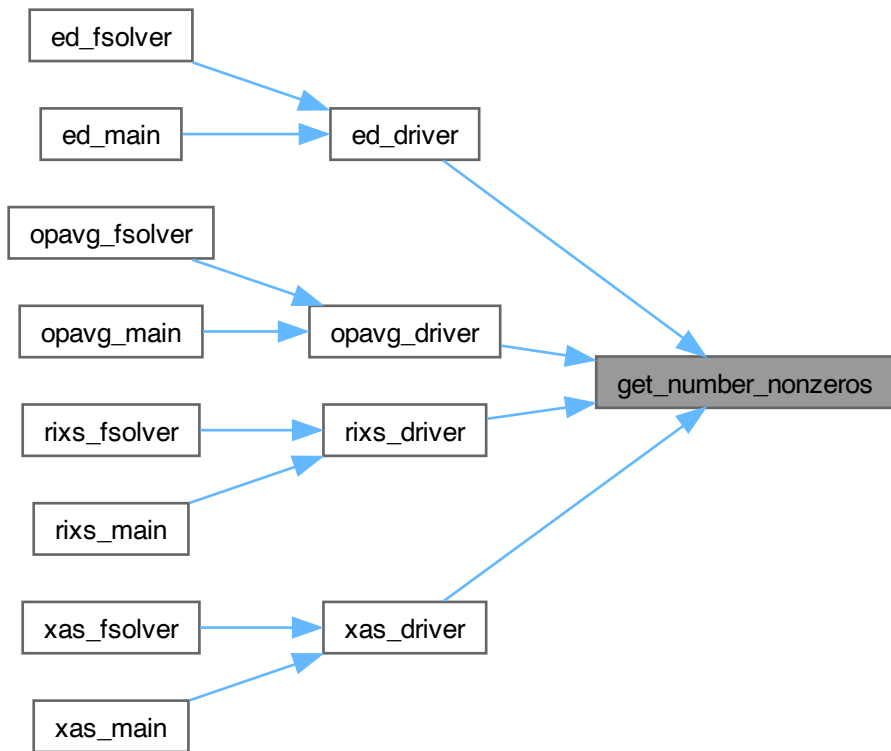 ed_fsolver
ed_main
ed_driver
opavg_fsolver
opavg_main
opavg_driver
get_number_nonzeros
rixs_fsolver
rixs_driver
rixs_main
xas_fsolver
xas_driver
xas_main